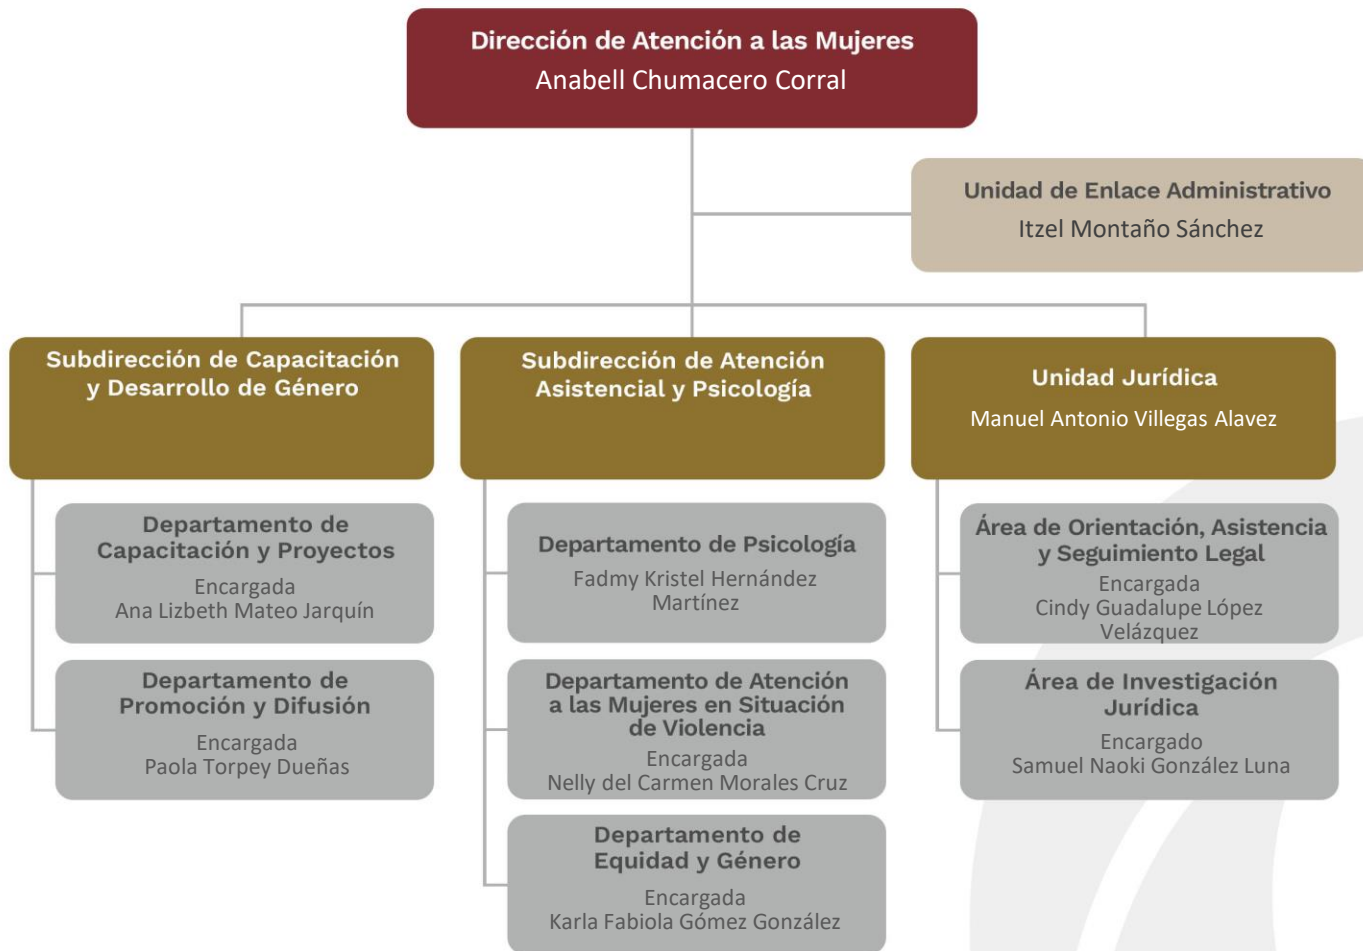 Dirección de Atención a las Mujeres
Anabell Chumacero Corral
Unidad de Enlace Administrativo
Itzel Montaño Sánchez
Subdirección de Capacitación
y Desarrollo de Género
Departamento de
Capacitación y Proyectos
Encargada
Ana Lizbeth Mateo Jarquín
Departamento de
Promoción y Difusión
Encargada
Paola Torpey Dueñas
Subdirección de Atención
Asistencial y Psicología
Departamento de Psicología
Fadmy Kristel Hernández
Martínez
Departamento de Atención
a las Mujeres en Situación
de Violencia
Encargada
Nelly del Carmen Morales Cruz
Departamento de
Equidad y Género
Encargada
Karla Fabiola Gómez González
Unidad Jurídica
Manuel Antonio Villegas Alavez
Área de Orientación, Asistencia
y Seguimiento Legal
Encargada
Cindy Guadalupe López
Velázquez
Área de Investigación
Jurídica
Encargado
Samuel Naoki González Luna